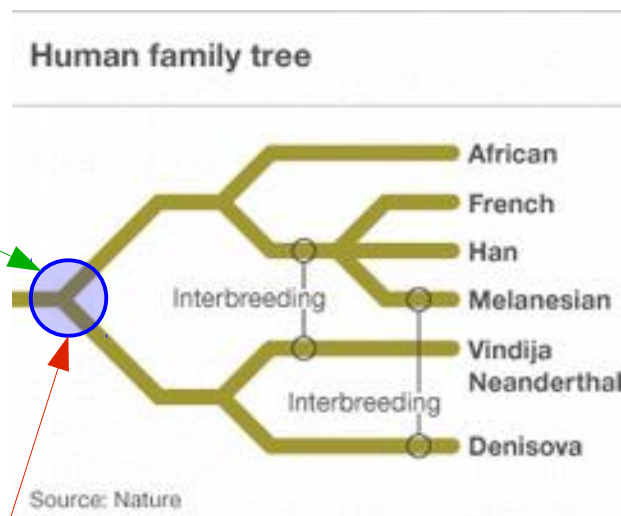 Human family tree
African
French
Han
Interbreeding
Melanesian
Vindija
Neanderthal
Interbreeding
Denisova
Source: Nature